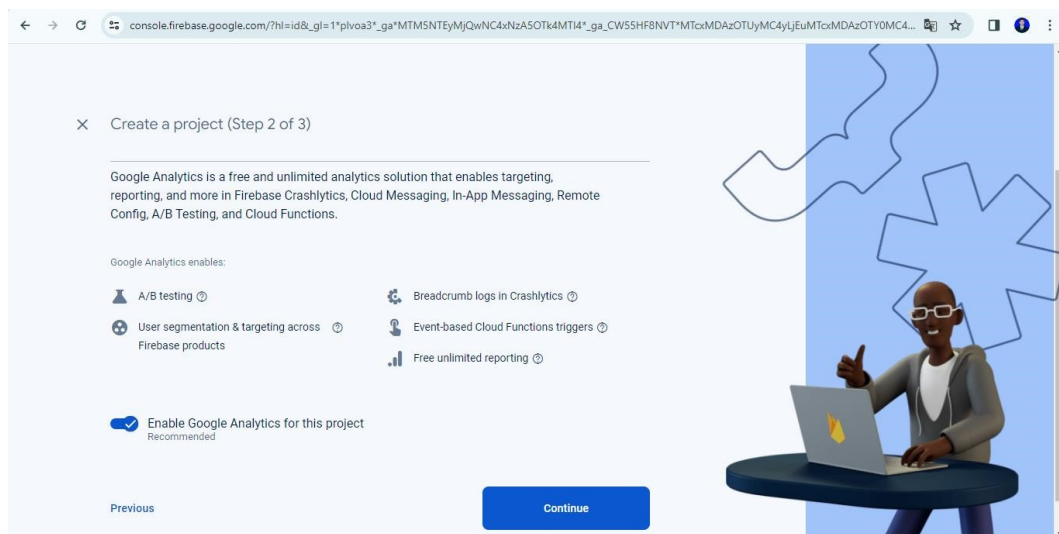 console.firebase.google.com/?hl=id&_gl=1*plvoa3*_ga*MTM5NTEyMjQwNC4xNzA5OTk4MTI4*_ga_CW55HF8NVT*MTcxMDAzOTUyMC4yLjEuMTcxMDAzOTY0MC4...
Create a project (Step 2 of 3)
Google Analytics is a free and unlimited analytics solution that enables targeting,
reporting, and more in Firebase Crashlytics, Cloud Messaging, In-App Messaging, Remote
Config, A/B Testing, and Cloud Functions.
Google Analytics enables:
A/B testing
User segmentation & targeting across
Firebase products
Breadcrumb logs in Crashlytics
Event-based Cloud Functions triggers
Free unlimited reporting
Enable Google Analytics for this project
Recommended
Previous
Continue